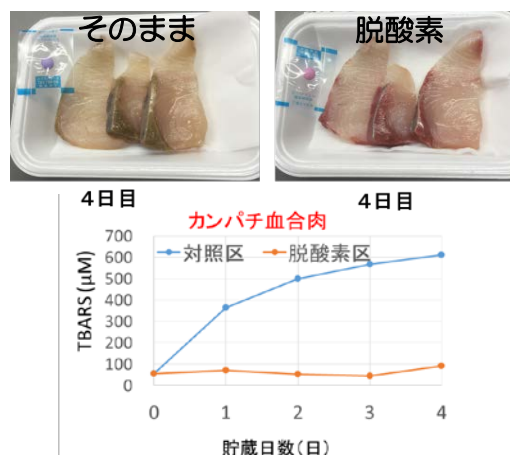 そのまま
脱酸素
4日目
4日目
カンパチ血合肉
700
600
500
400
300
200
100
0
TBARS (μM)
対照区
脱酸素区
0 1 2 3 4
貯蔵日数(日)